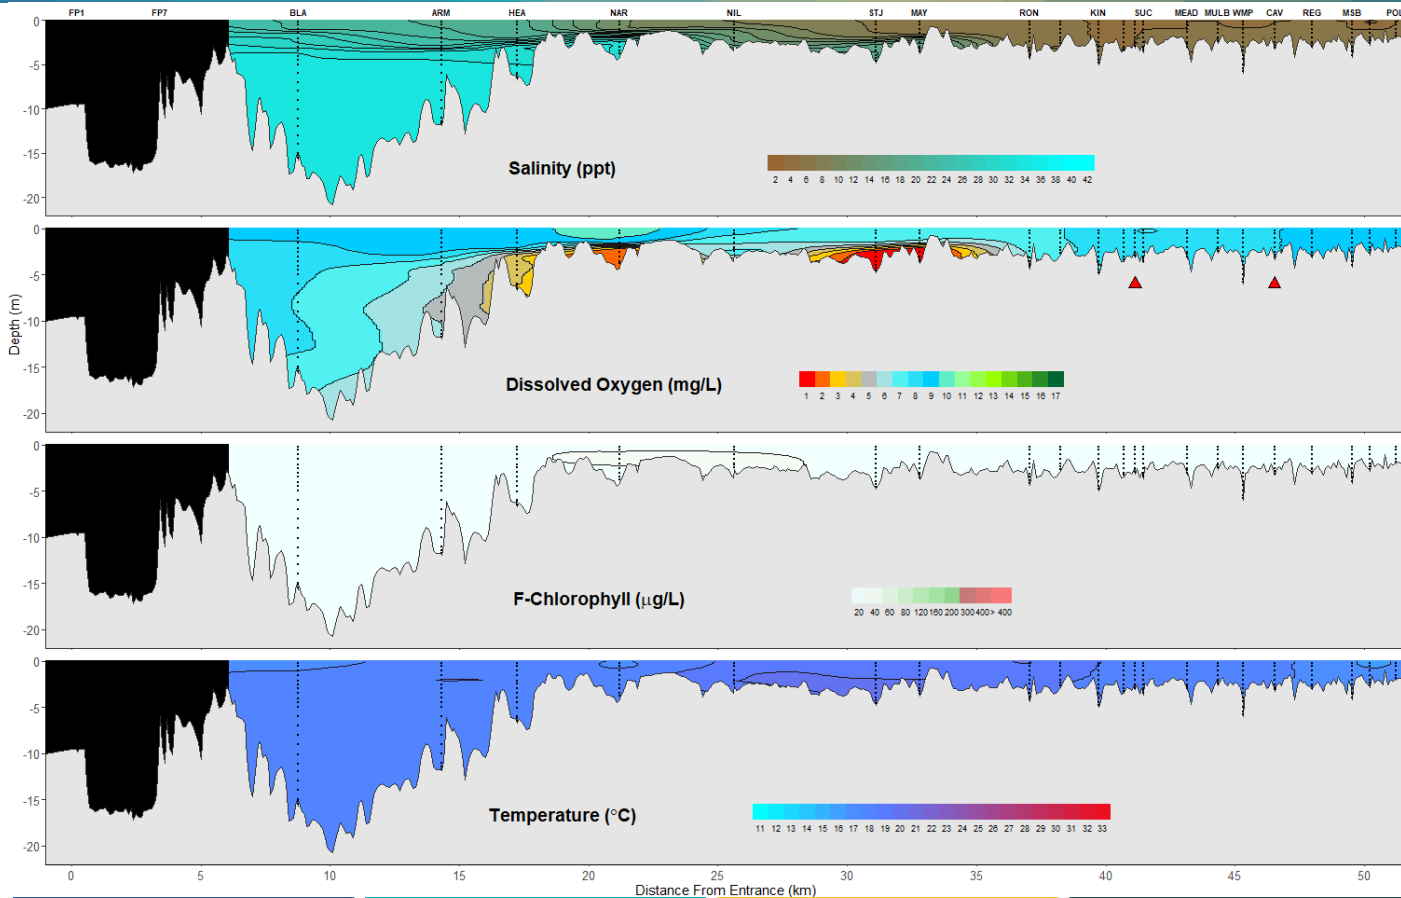 FP1 FP7 BLA ARM HEA NAR NIL STJ MAY RON KIN SUC MEAD MULB WMP CAV REG MSB POL
0
-5
-10
-15
-20
Salinity (ppt)
2 4 6 8 10 12 14 16 18 20 22 24 26 28 30 32 34 36 38 40 42
0
-5
-10
-15
-20
Dissolved Oxygen (mg/L)
1 2 3 4 5 6 7 8 9 10 11 12 13 14 15 16 17
Depth (m)
0
-5
-10
-15
-20
F-Chlorophyll (μg/L)
20 40 60 80 120 160 200 300 400 > 400
0
-5
-10
-15
-20
Temperature (°C)
11 12 13 14 15 16 17 18 19 20 21 22 23 24 25 26 27 28 29 30 31 32 33
0 5 10 15 20 25 30 35 40 45 50
Distance From Entrance (km)